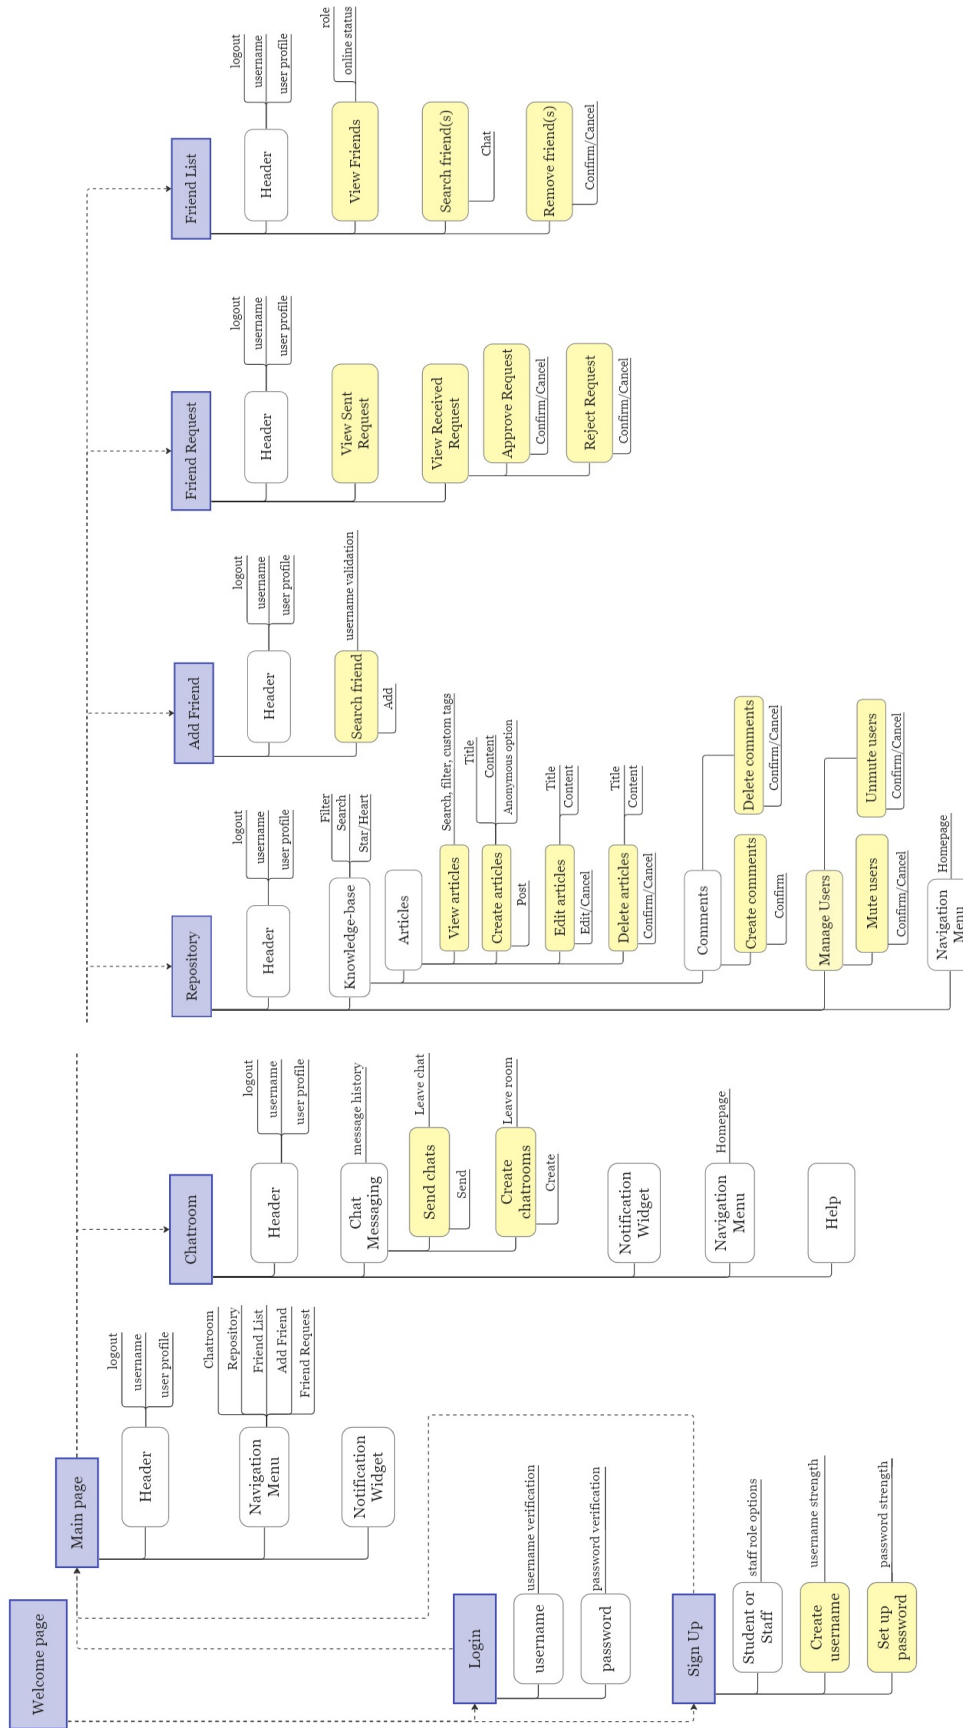 Welcome page
Main page
Header
logout
username
user profile
Navigation
Menu
Chatroom
Repository
Friend List
Add Friend
Friend Request
Notification
Widget
Login
username
username verification
password
password verification
Sign Up
Student or
Staff
staff role options
Create
username
username strength
Set up
password
password strength
Chatroom
Header
logout
username
user profile
Chat
Messaging
message history
Send chats
Leave chat
Send
Create
chatrooms
Leave room
Create
Notification
Widget
Navigation
Menu
Homepage
Help
Repository
Header
logout
username
user profile
Knowledge-base
Filter
Search
Star/Heart
Articles
View articles
Search, filter, custom tags
Create articles
Title
Content
Anonymous option
Post
Edit articles
Title
Content
Edit/Cancel
Delete articles
Title
Content
Confirm/Cancel
Comments
Create comments
Confirm
Delete comments
Confirm/Cancel
Manage Users
Mute users
Confirm/Cancel
Unmute users
Confirm/Cancel
Navigation
Menu
Homepage
Add Friend
Header
logout
username
user profile
Search friend
username validation
Add
Friend Request
Header
logout
username
user profile
View Sent
Request
View Received
Request
Approve Request
Confirm/Cancel
Reject Request
Confirm/Cancel
Friend List
Header
logout
username
user profile
View Friends
role
online status
Search friend(s)
Chat
Remove friend(s)
Confirm/Cancel